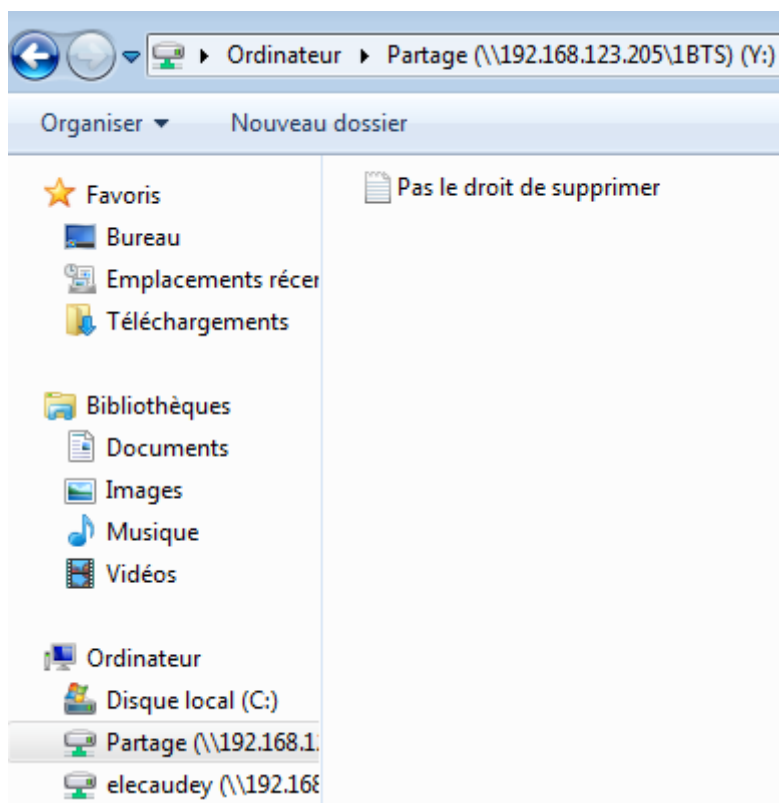 Ordinateur ▸ Partage (\\192.168.123.205\1BTS) (Y:)
Organiser ▾ Nouveau dossier
Favoris
Bureau
Emplacements récer
Téléchargements
Bibliothèques
Documents
Images
Musique
Vidéos
Ordinateur
Disque local (C:)
Partage (\\192.168.1
elecaudey (\\192.168
Pas le droit de supprimer